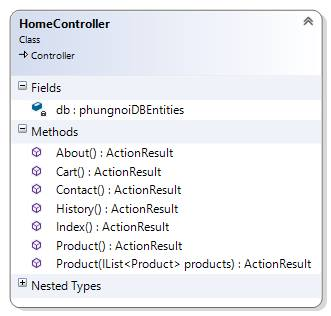 HomeController
Class
Controller
Fields
db : phungnoiDBEntities
Methods
About() : ActionResult
Cart() : ActionResult
Contact() : ActionResult
History() : ActionResult
Index() : ActionResult
Product() : ActionResult
Product(IList<Product> products) : ActionResult
Nested Types